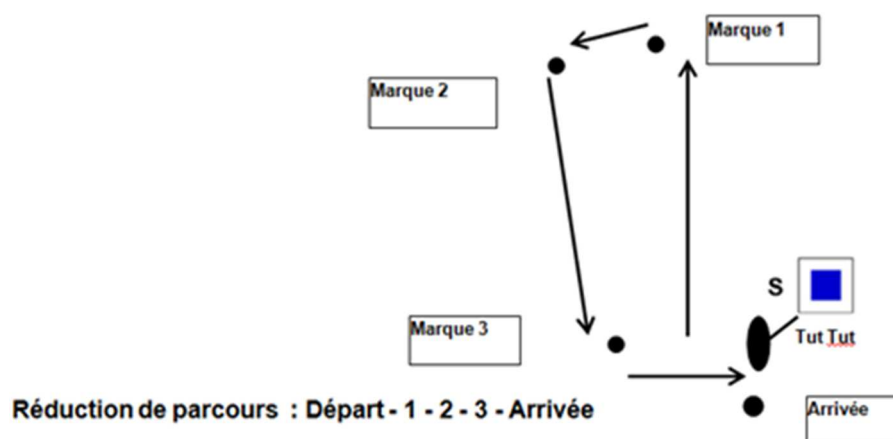 Marque 1
Marque 2
S
Marque 3
Tut Tut
Réduction de parcours : Départ - 1 - 2 - 3 - Arrivée
Arrivée